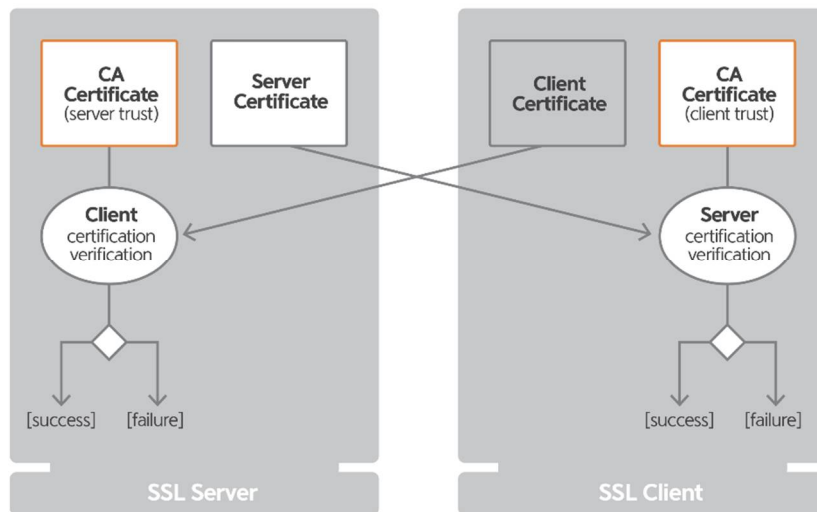 CA
Certificate
(server trust)
Server
Certificate
Client
certification
verification
[success]
[failure]
SSL Server
Client
Certificate
CA
Certificate
(client trust)
Server
certification
verification
[success]
[failure]
SSL Client